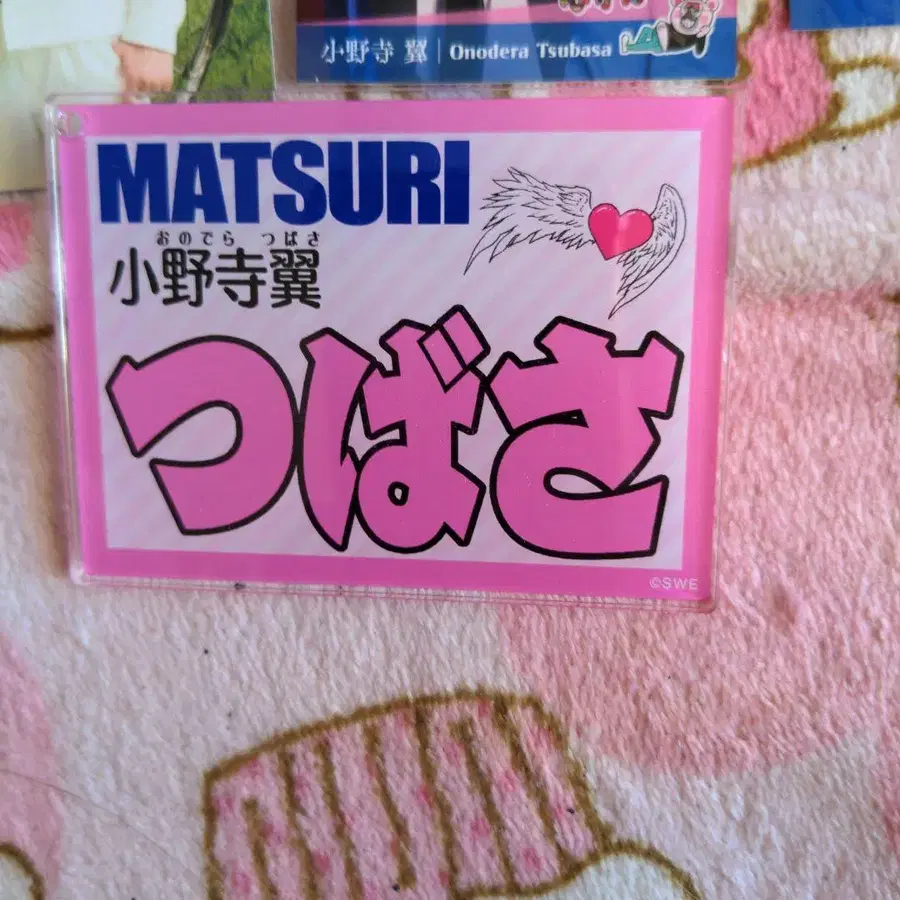 小野寺 翼 | Onodera Tsubasa
MATSURI
おのでら つばさ
小野寺翼
つばさ
©SWE